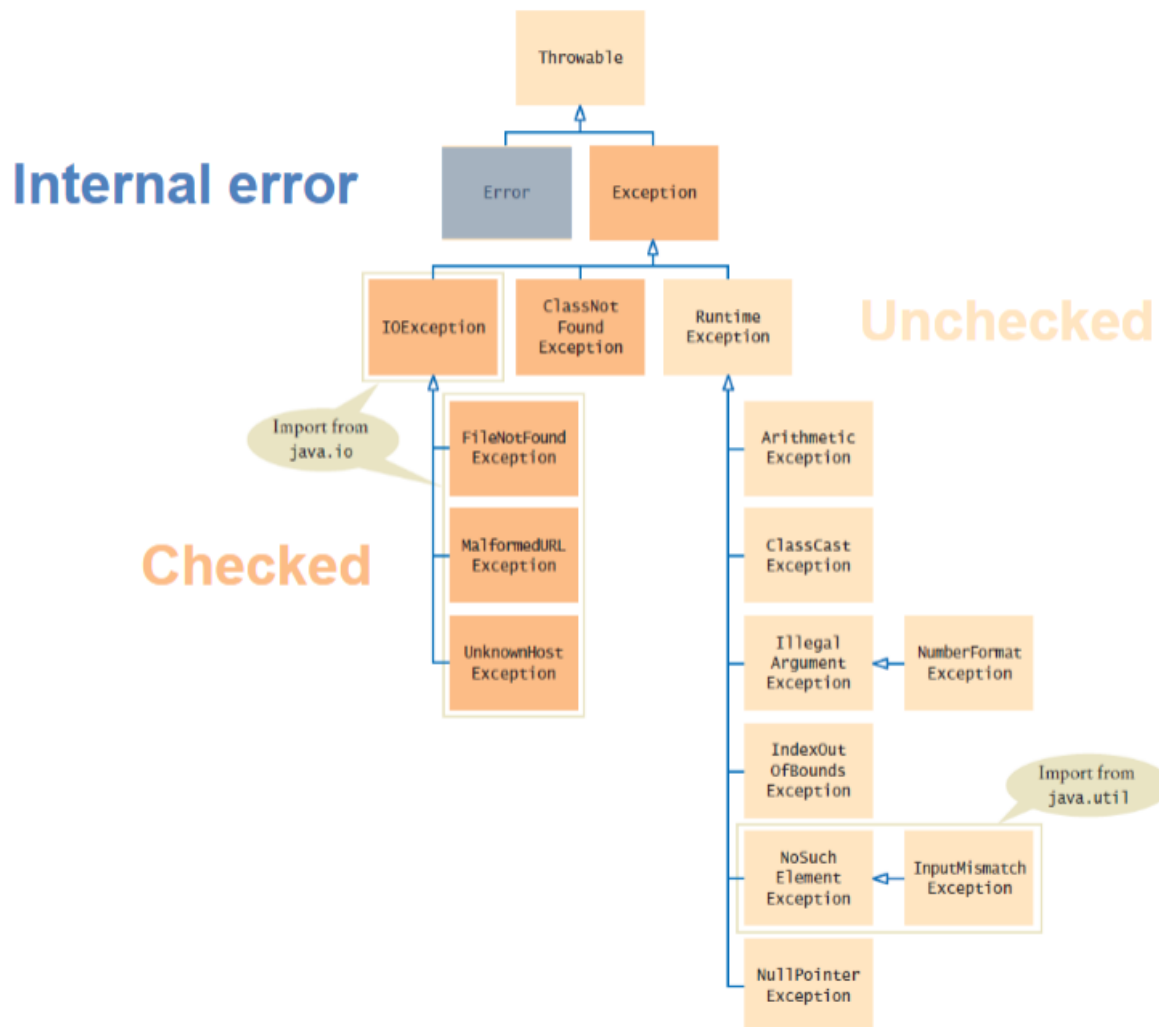 Throwable
Internal error
Error
Exception
IOException
ClassNot
Found
Exception
Runtime
Exception
Unchecked
Import from
java.io
FileNotFound
Exception
Arithmetic
Exception
Checked
MalformedURL
Exception
ClassCast
Exception
UnknownHost
Exception
Illegal
Argument
Exception
NumberFormat
Exception
IndexOut
OfBounds
Exception
Import from
java.util
NoSuch
Element
Exception
InputMismatch
Exception
NullPointer
Exception